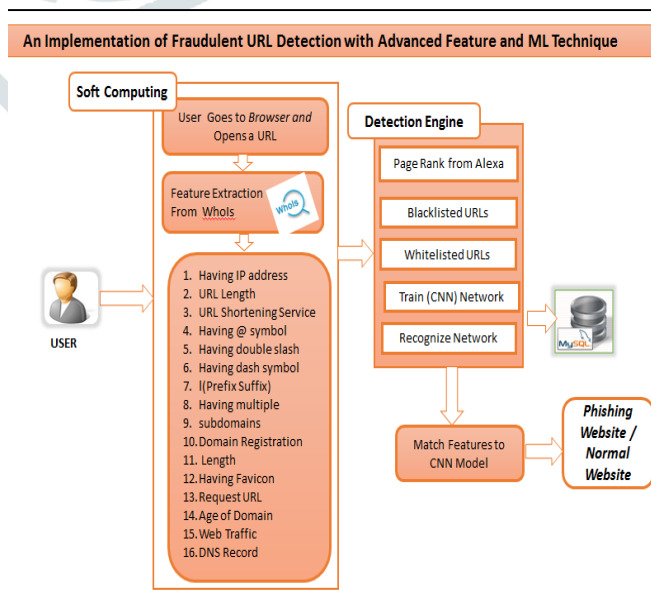 An Implementation of Fraudulent URL Detection with Advanced Feature and ML Technique
Soft Computing
User Goes to Browser and
Opens a URL
Feature Extraction
From WhoIs
WhoIs
1. Having IP address
2. URL Length
3. URL Shortening Service
4. Having @ symbol
5. Having double slash
6. Having dash symbol
7. l(Prefix Suffix)
8. Having multiple
9. subdomains
10. Domain Registration
11. Length
12. Having Favicon
13. Request URL
14. Age of Domain
15. Web Traffic
16. DNS Record
USER
Detection Engine
Page Rank from Alexa
Blacklisted URLs
Whitelisted URLs
Train (CNN) Network
Recognize Network
MySQL
Match Features to
CNN Model
Phishing
Website /
Normal
Website